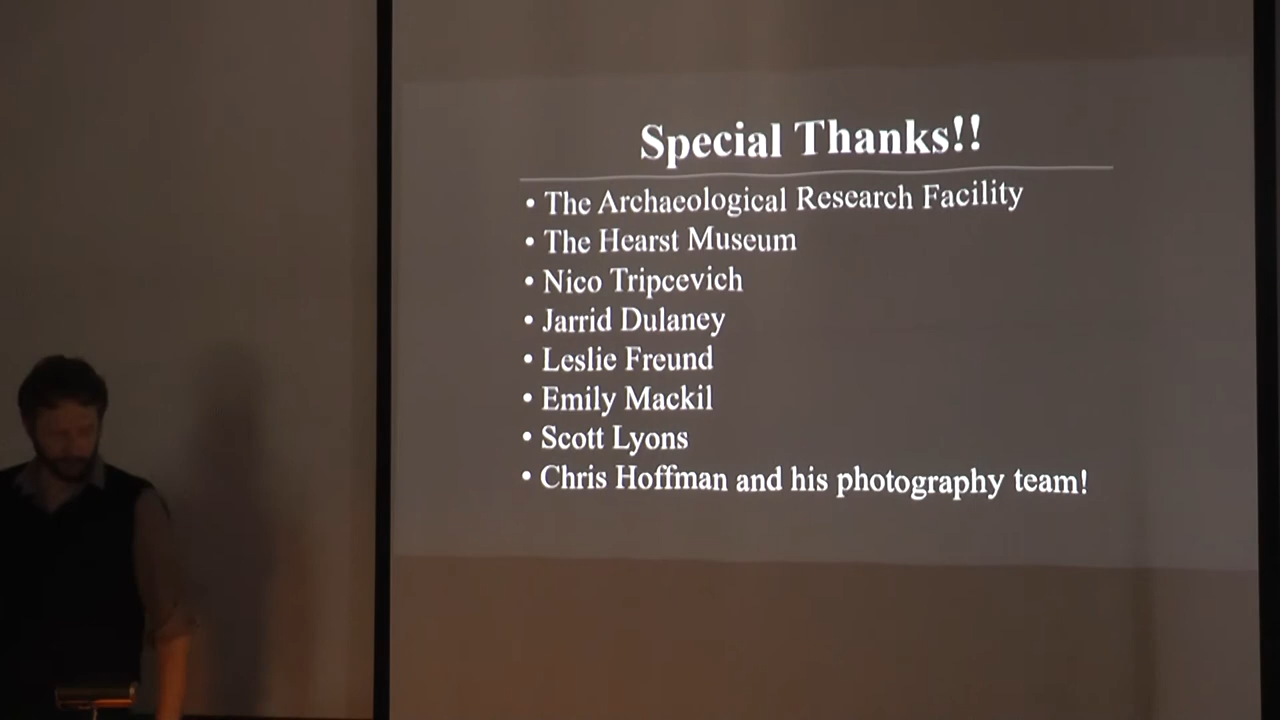 Special Thanks!!
• The Archaeological Research Facility
• The Hearst Museum
• Nico Tripcevich
• Jarrid Dulaney
• Leslie Freund
• Emily Mackil
• Scott Lyons
• Chris Hoffman and his photography team!